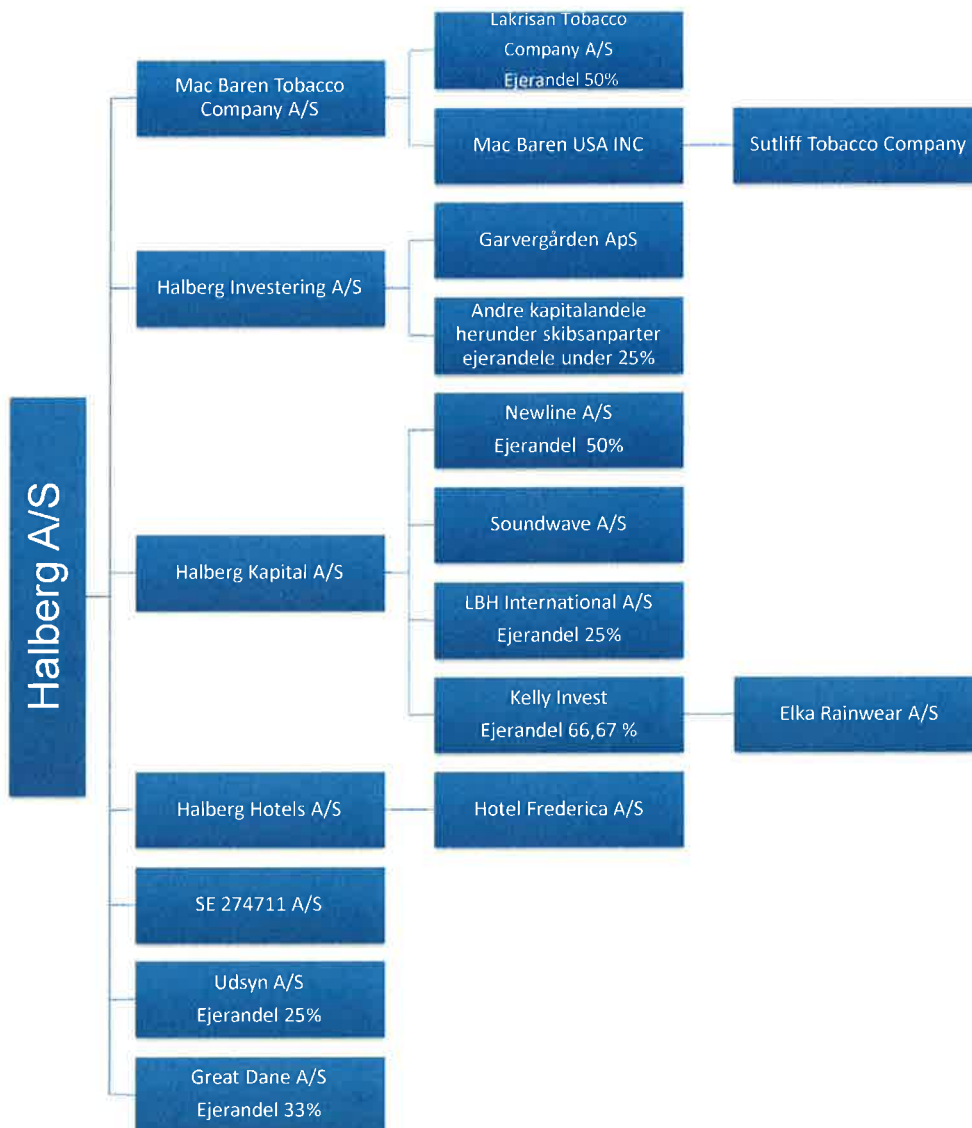 Halberg A/S
Mac Baren Tobacco
Company A/S
Lakrisan Tobacco
Company A/S
Ejerandel 50%
Mac Baren USA INC
Sutliff Tobacco Company
Halberg Investering A/S
Garvergården ApS
Andre kapitalandele
herunder skibsanparter
ejerandele under 25%
Halberg Kapital A/S
Newline A/S
Ejerandel 50%
Soundwave A/S
LBH International A/S
Ejerandel 25%
Kelly Invest
Ejerandel 66,67 %
Elka Rainwear A/S
Halberg Hotels A/S
Hotel Frederica A/S
SE 274711 A/S
Udsyn A/S
Ejerandel 25%
Great Dane A/S
Ejerandel 33%